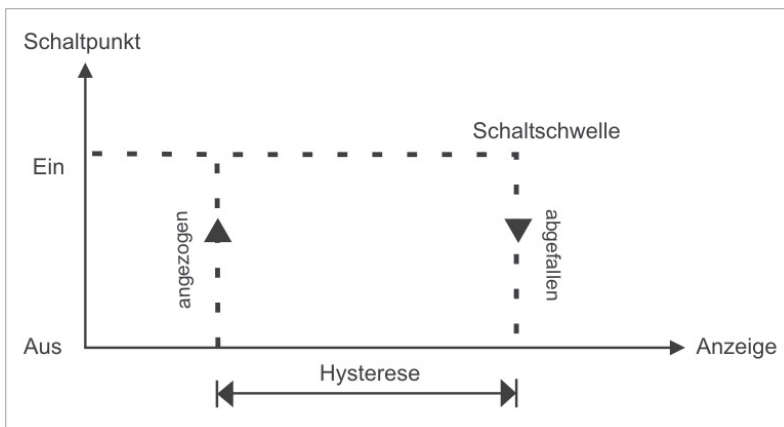 Schaltpunkt
Schaltschwelle
Ein
angezogen
abgefallen
Aus
Anzeige
Hysterese